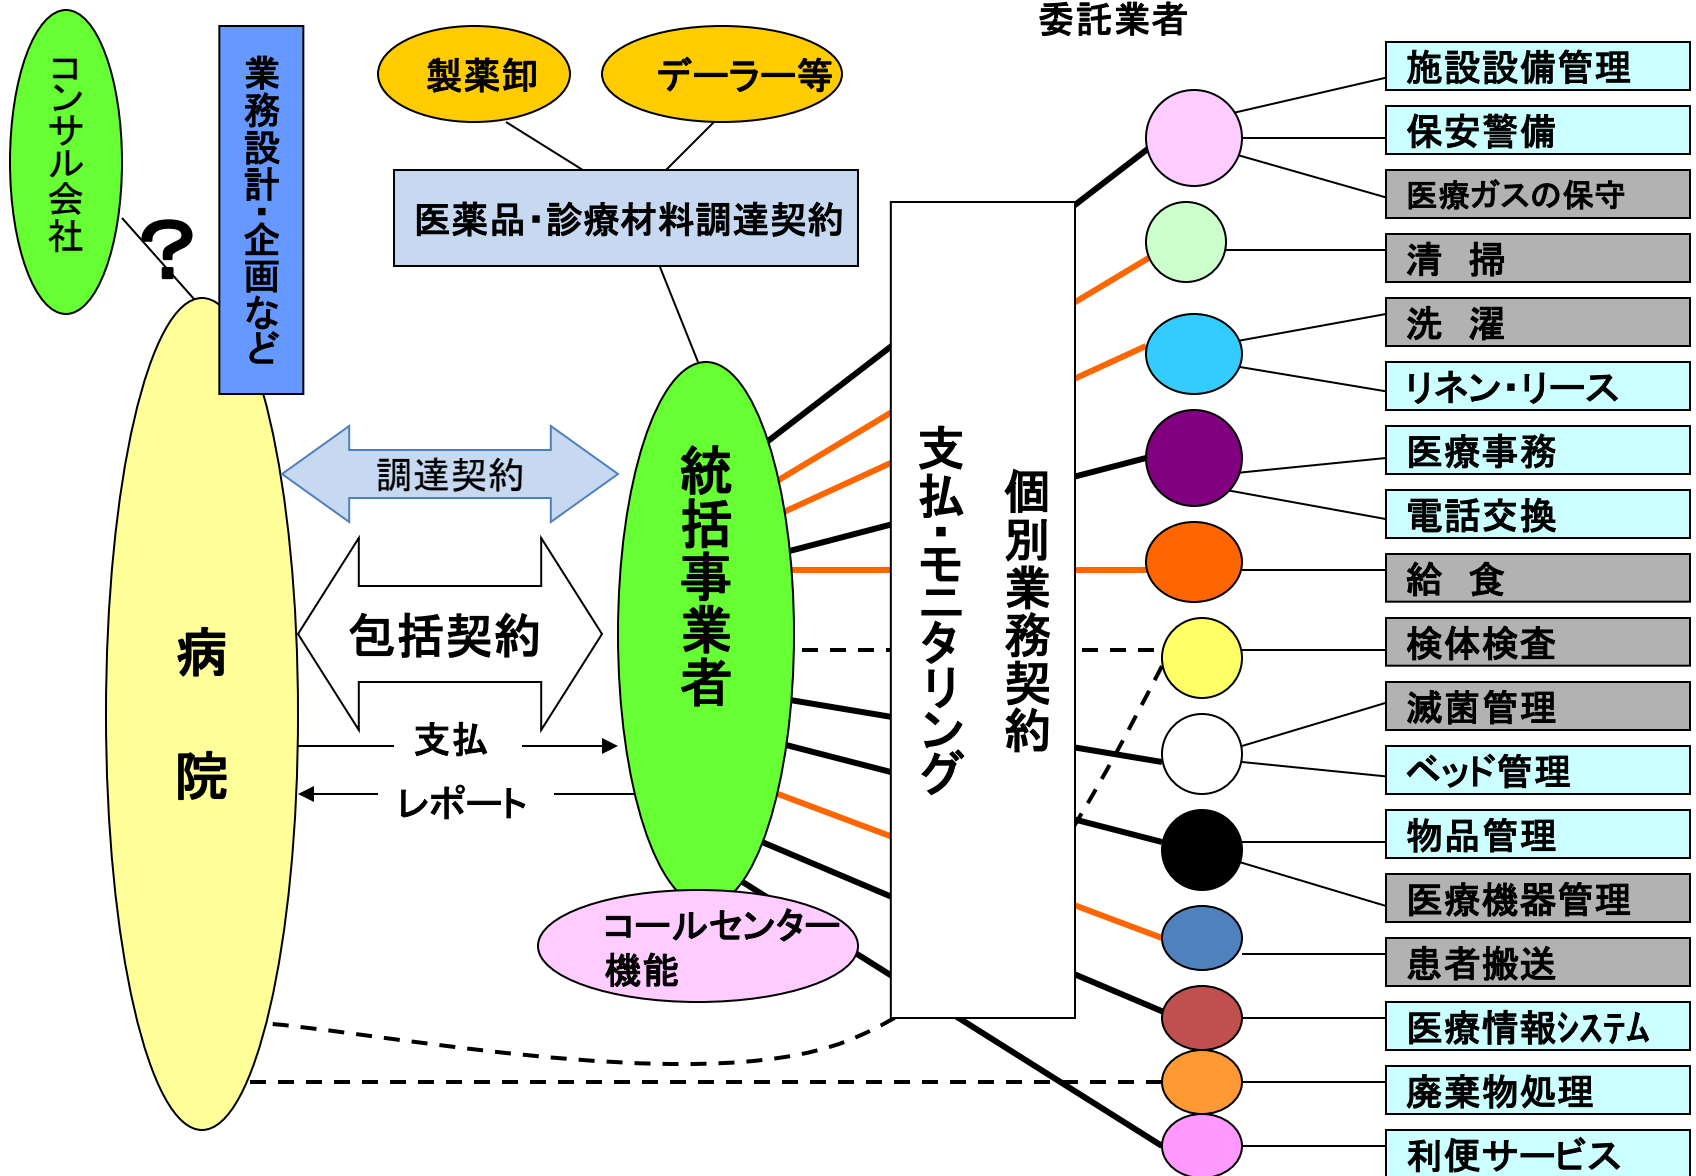 委託業者
コンサル会社
業務設計・企画など
製薬卸
デーラー等
医薬品・診療材料調達契約
？
調達契約
包括契約
支払
レポート
病院
統括事業者
コールセンター
機能
個別業務契約
支払・モニタリング
施設設備管理
保安警備
医療ガスの保守
清　掃
洗　濯
リネン・リース
医療事務
電話交換
給　食
検体検査
滅菌管理
ベッド管理
物品管理
医療機器管理
患者搬送
医療情報ｼｽﾃﾑ
廃棄物処理
利便サービス